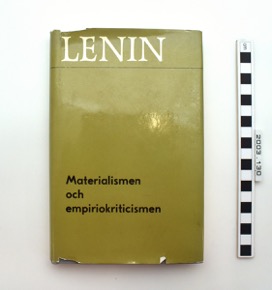 LENIN
Materialismen
och
empiriokriticismen
2003.130